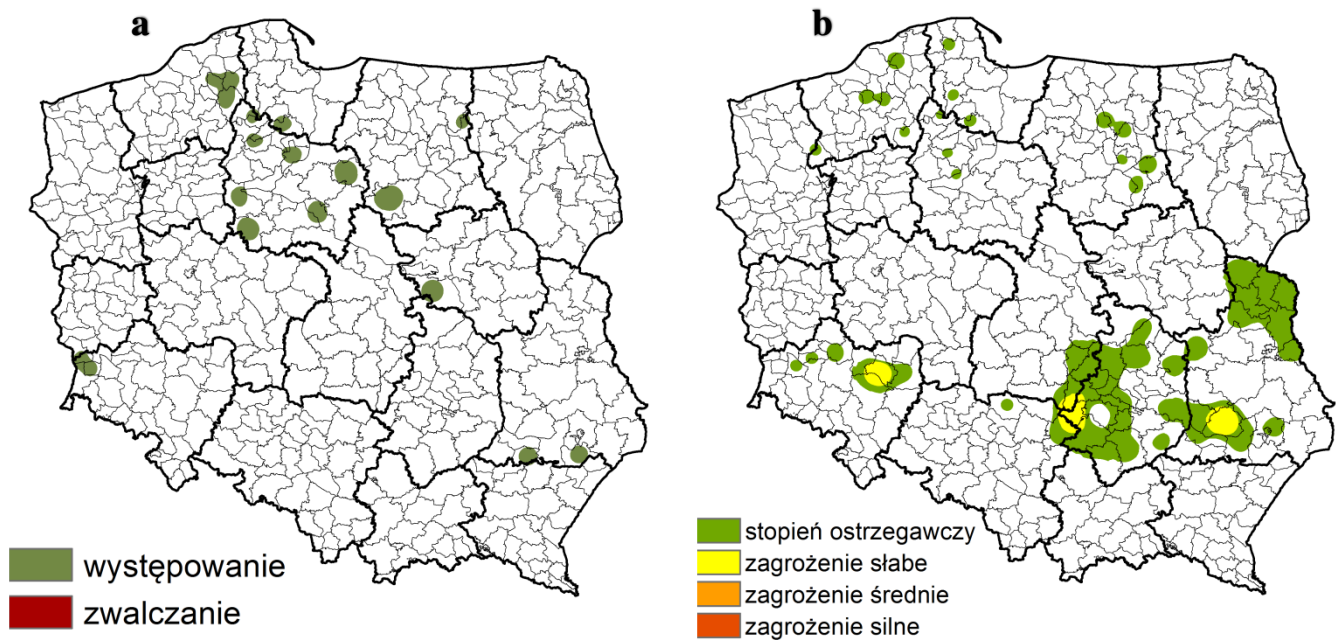 a
występowanie
zwalczanie
b
stopień ostrzegawczy
zagrożenie słabe
zagrożenie średnie
zagrożenie silne